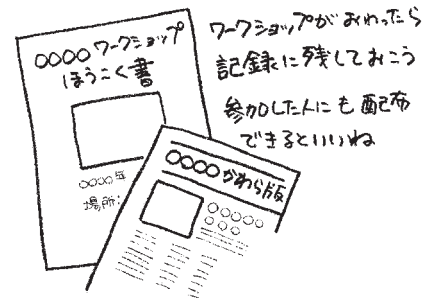 ○○○○ワークショップ
ほうこく書
○○○○年
場所：
○○○○かわら版
ワークショップがおわったら
記録に残しておこう
参加した人にも配布
できるといいね